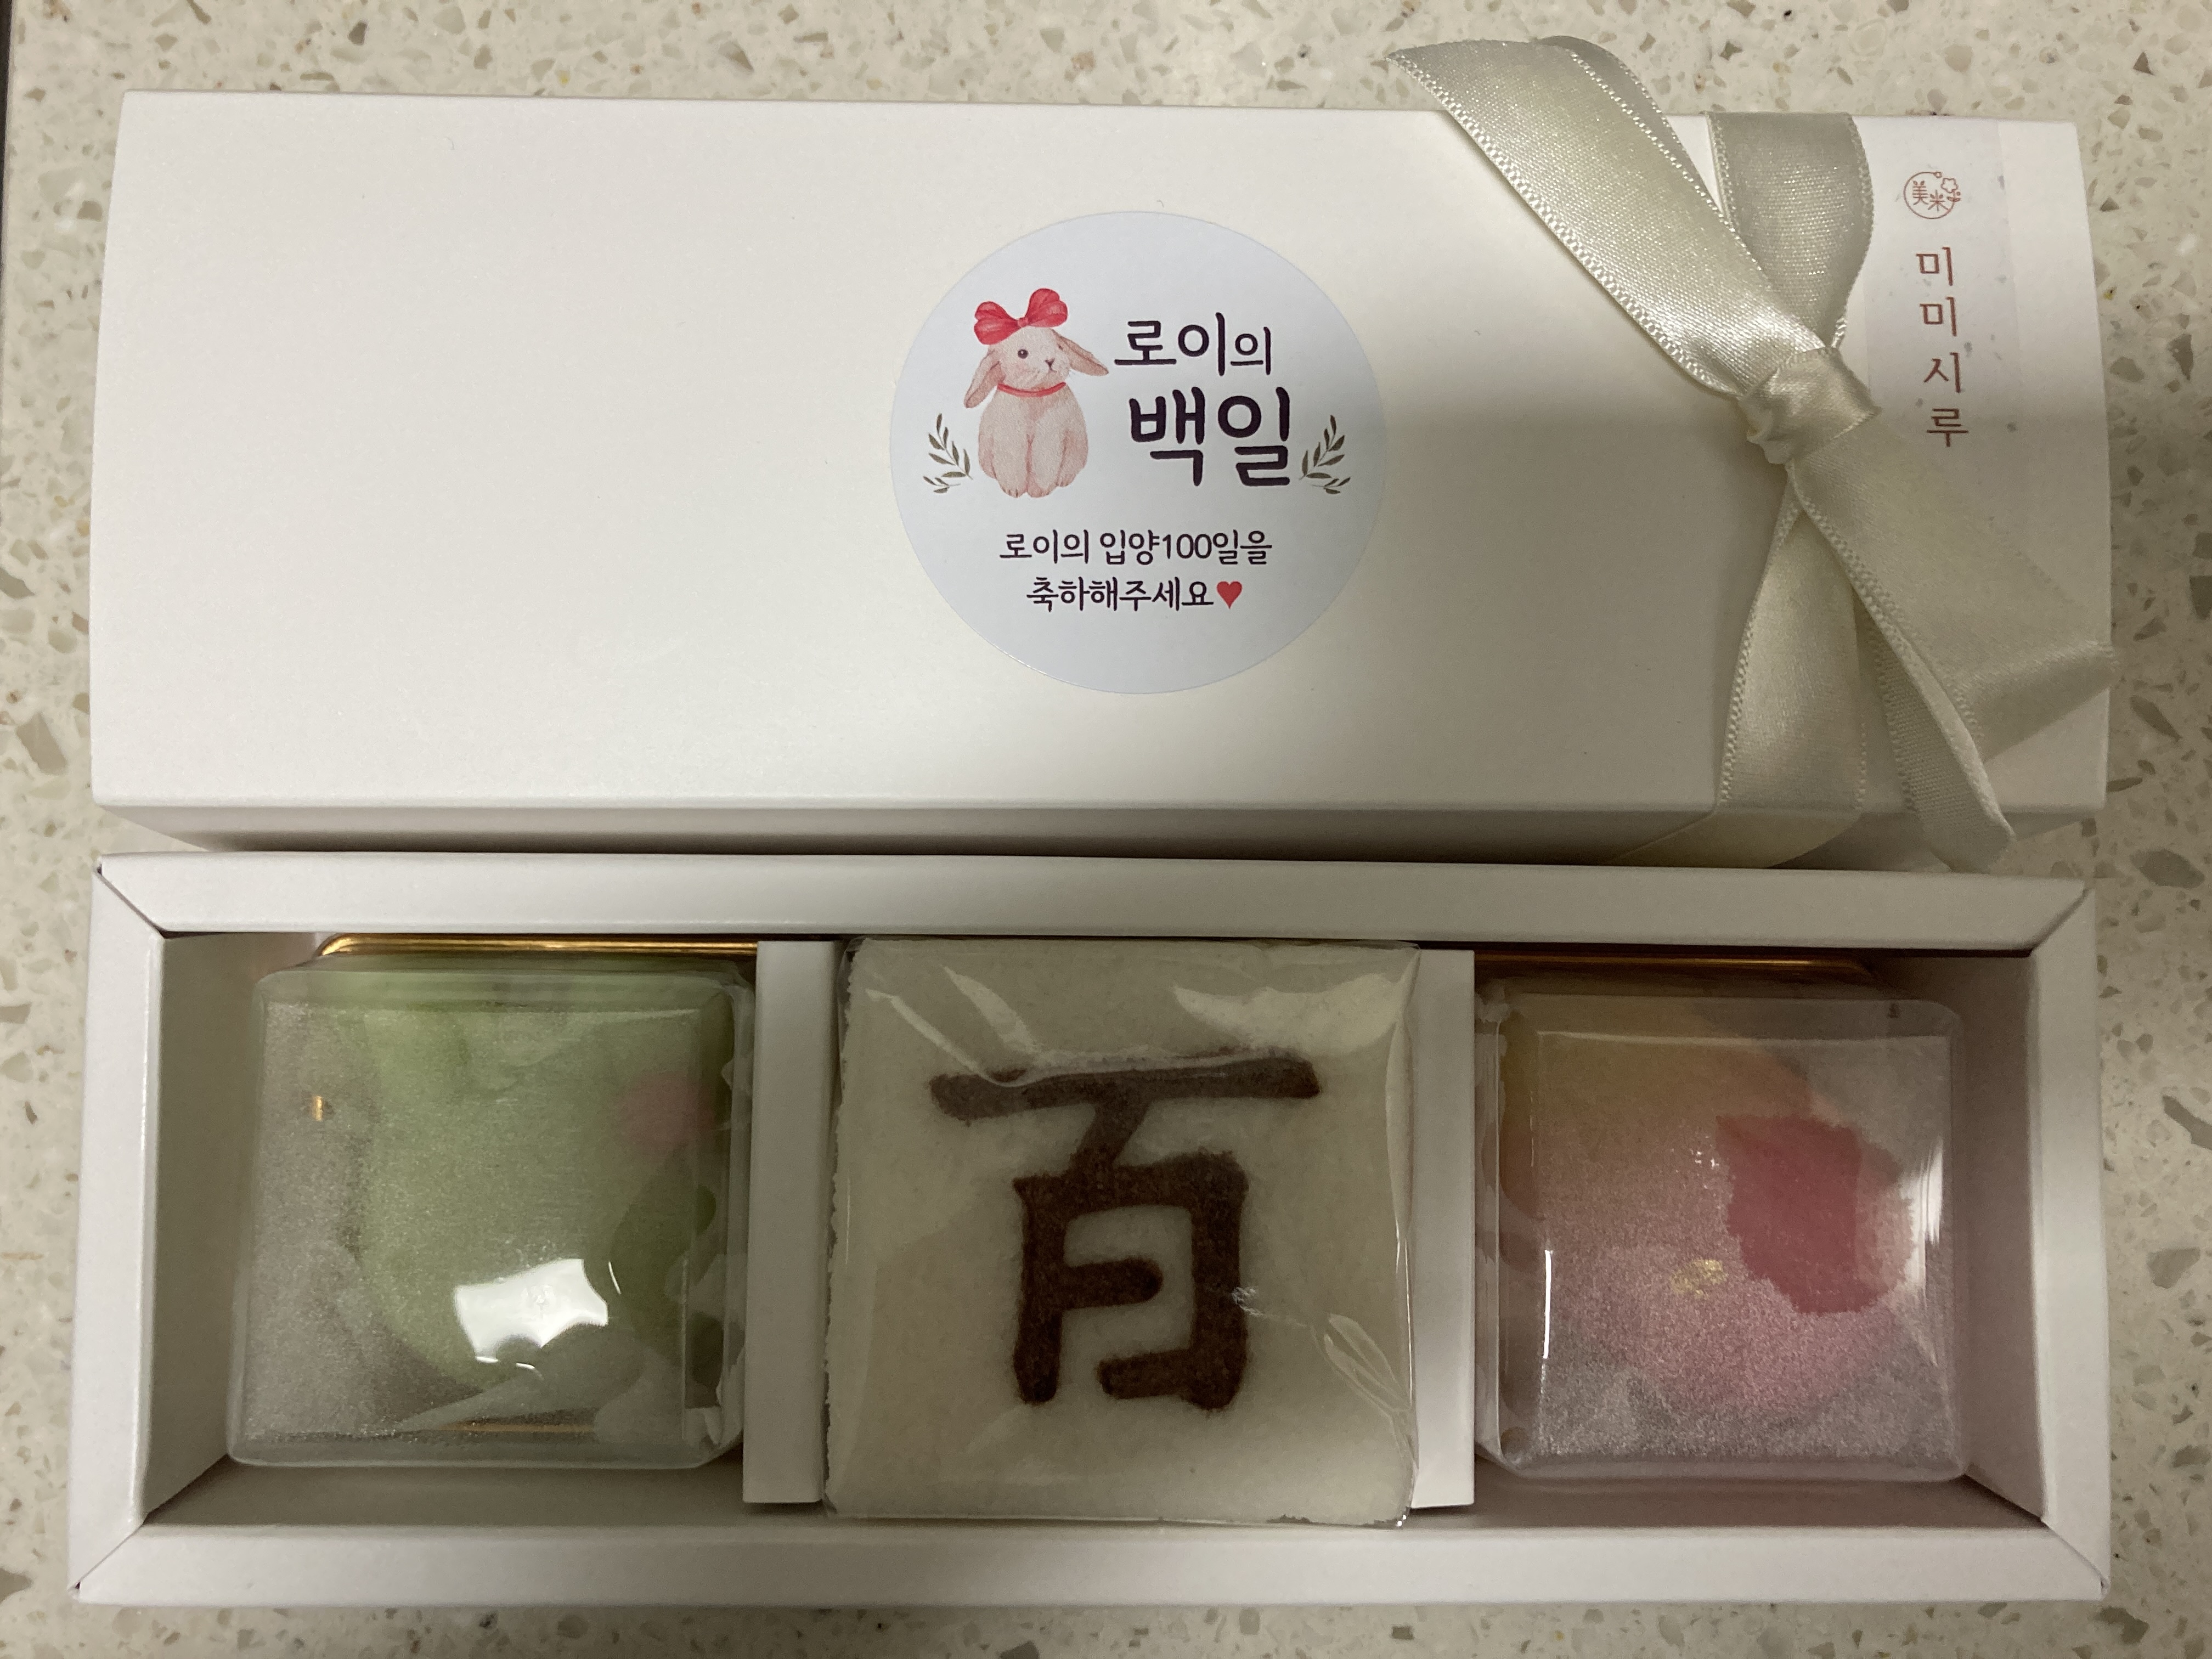 로이의
백일
로이의 입양100일을
축하해주세요♥
美米
미미시루
百